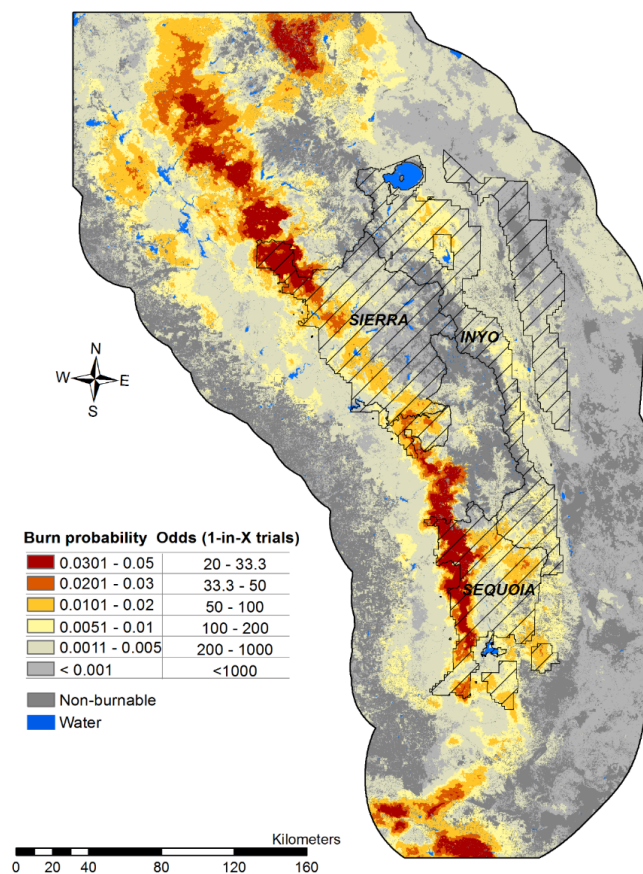 SIERRA
INYO
N
W E
S
SEQUOIA
Burn probability Odds (1-in-X trials)
0.0301 - 0.05 20 - 33.3
0.0201 - 0.03 33.3 - 50
0.0101 - 0.02 50 - 100
0.0051 - 0.01 100 - 200
0.0011 - 0.005 200 - 1000
< 0.001 <1000
Non-burnable
Water
Kilometers
0 20 40 80 120 160